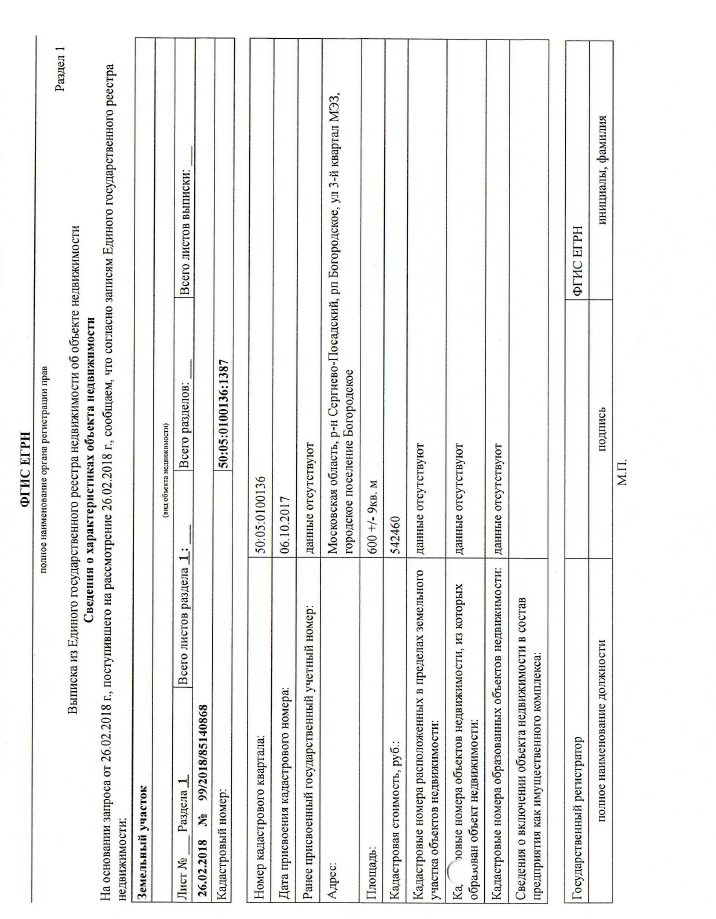 ФГИС ЕГРН
полное наименование органа регистрации прав
Раздел 1
Выписка из Единого государственного реестра недвижимости об объекте недвижимости
Сведения о характеристиках объекта недвижимости
На основании запроса от 26.02.2018 г., поступившего на рассмотрение 26.02.2018 г., сообщаем, что согласно записям Единого государственного реестра
недвижимости:
Земельный участок
(вид объекта недвижимости)
Лист № ___ Раздела 1 Всего листов раздела 1 : ___ Всего разделов: ___ Всего листов выписки: ___
26.02.2018 № 99/2018/85140868
Кадастровый номер: 50:05:0100136:1387
Номер кадастрового квартала: 50:05:0100136
Дата присвоения кадастрового номера: 06.10.2017
Ранее присвоенный государственный учетный номер: данные отсутствуют
Адрес: Московская область, р-н Сергиево-Посадский, рп Богородское, ул 3-й квартал МЭЗ,
городское поселение Богородское
Площадь: 600 +/- 9кв. м
Кадастровая стоимость, руб.: 542460
Кадастровые номера расположенных в пределах земельного данные отсутствуют
участка объектов недвижимости:
Ка овые номера объектов недвижимости, из которых данные отсутствуют
образован объект недвижимости:
Кадастровые номера образованных объектов недвижимости: данные отсутствуют
Сведения о включении объекта недвижимости в состав
предприятия как имущественного комплекса:
Государственный регистратор ФГИС ЕГРН
полное наименование должности подпись инициалы, фамилия
М.П.